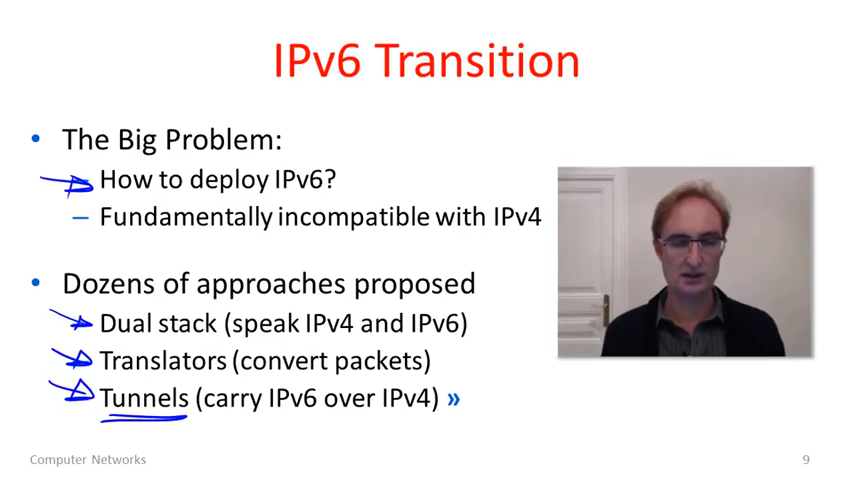 IPv6 Transition
• The Big Problem:
– How to deploy IPv6?
– Fundamentally incompatible with IPv4
• Dozens of approaches proposed
Dual stack (speak IPv4 and IPv6)
Translators (convert packets)
Tunnels (carry IPv6 over IPv4) »
Computer Networks
9